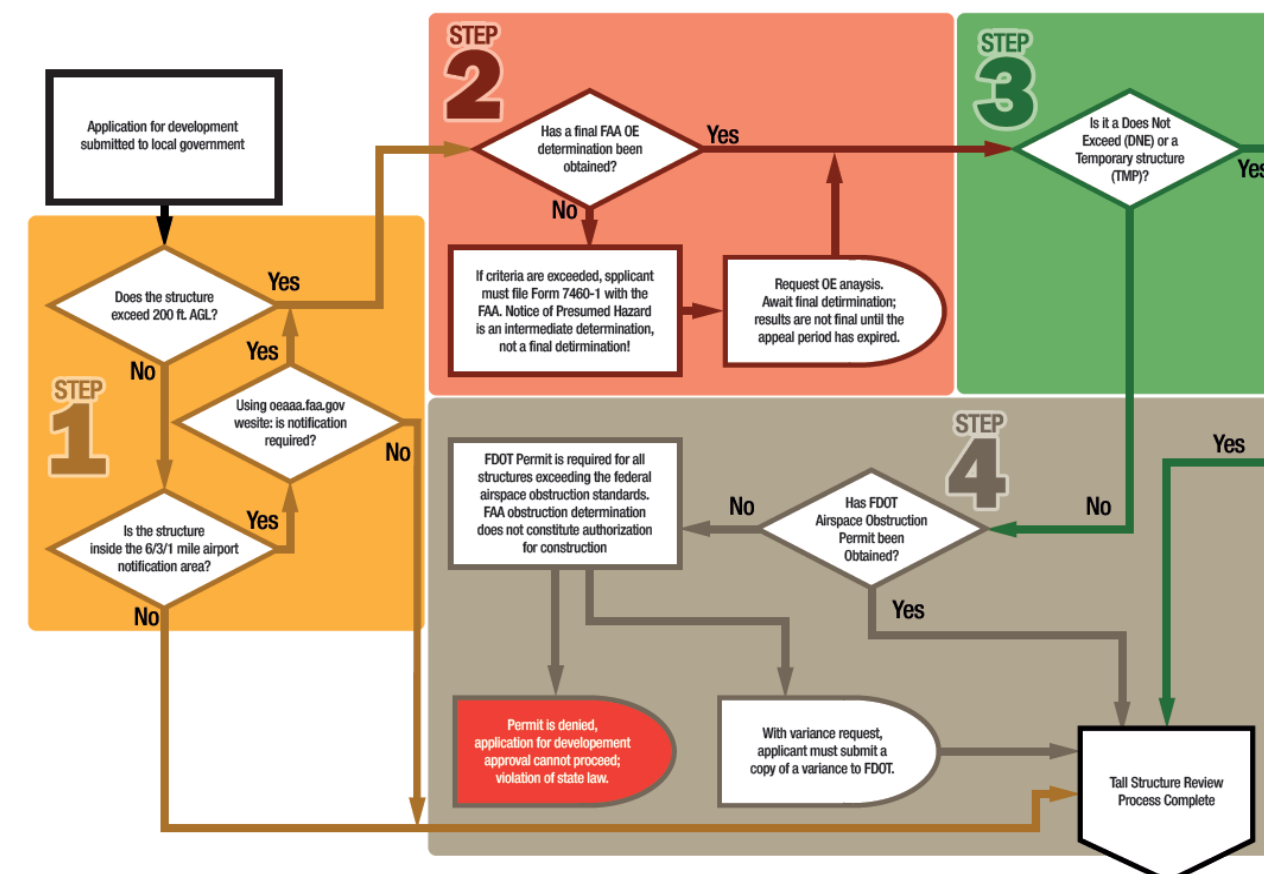 Application for development
submitted to local government
STEP
1
Does the structure
exceed 200 ft. AGL?
Yes
No
Yes
Using oeaaa.faa.gov
wesite: is notification
required?
No
Is the structure
inside the 6/3/1 mile airport
notification area?
Yes
No
STEP
2
Has a final FAA OE
determination been
obtained?
Yes
No
If criteria are exceeded, spplicant
must file Form 7460-1 with the
FAA. Notice of Presumed Hazard
is an intermediate determination,
not a final detirmination!
Request OE anaysis.
Await final detirmination;
results are not final until the
appeal period has expired.
STEP
3
Is it a Does Not
Exceed (DNE) or a
Temporary structure
(TMP)?
Yes
No
Yes
STEP
4
Has FDOT
Airspace Obstruction
Permit been
Obtained?
No
Yes
FDOT Permit is required for all
structures exceeding the federal
airspace obstruction standards.
FAA obstruction determination
does not constitute authorization
for construction
Permit is denied,
application for developement
approval cannot proceed;
violation of state law.
With variance request,
applicant must submit a
copy of a variance to FDOT.
Tall Structure Review
Process Complete